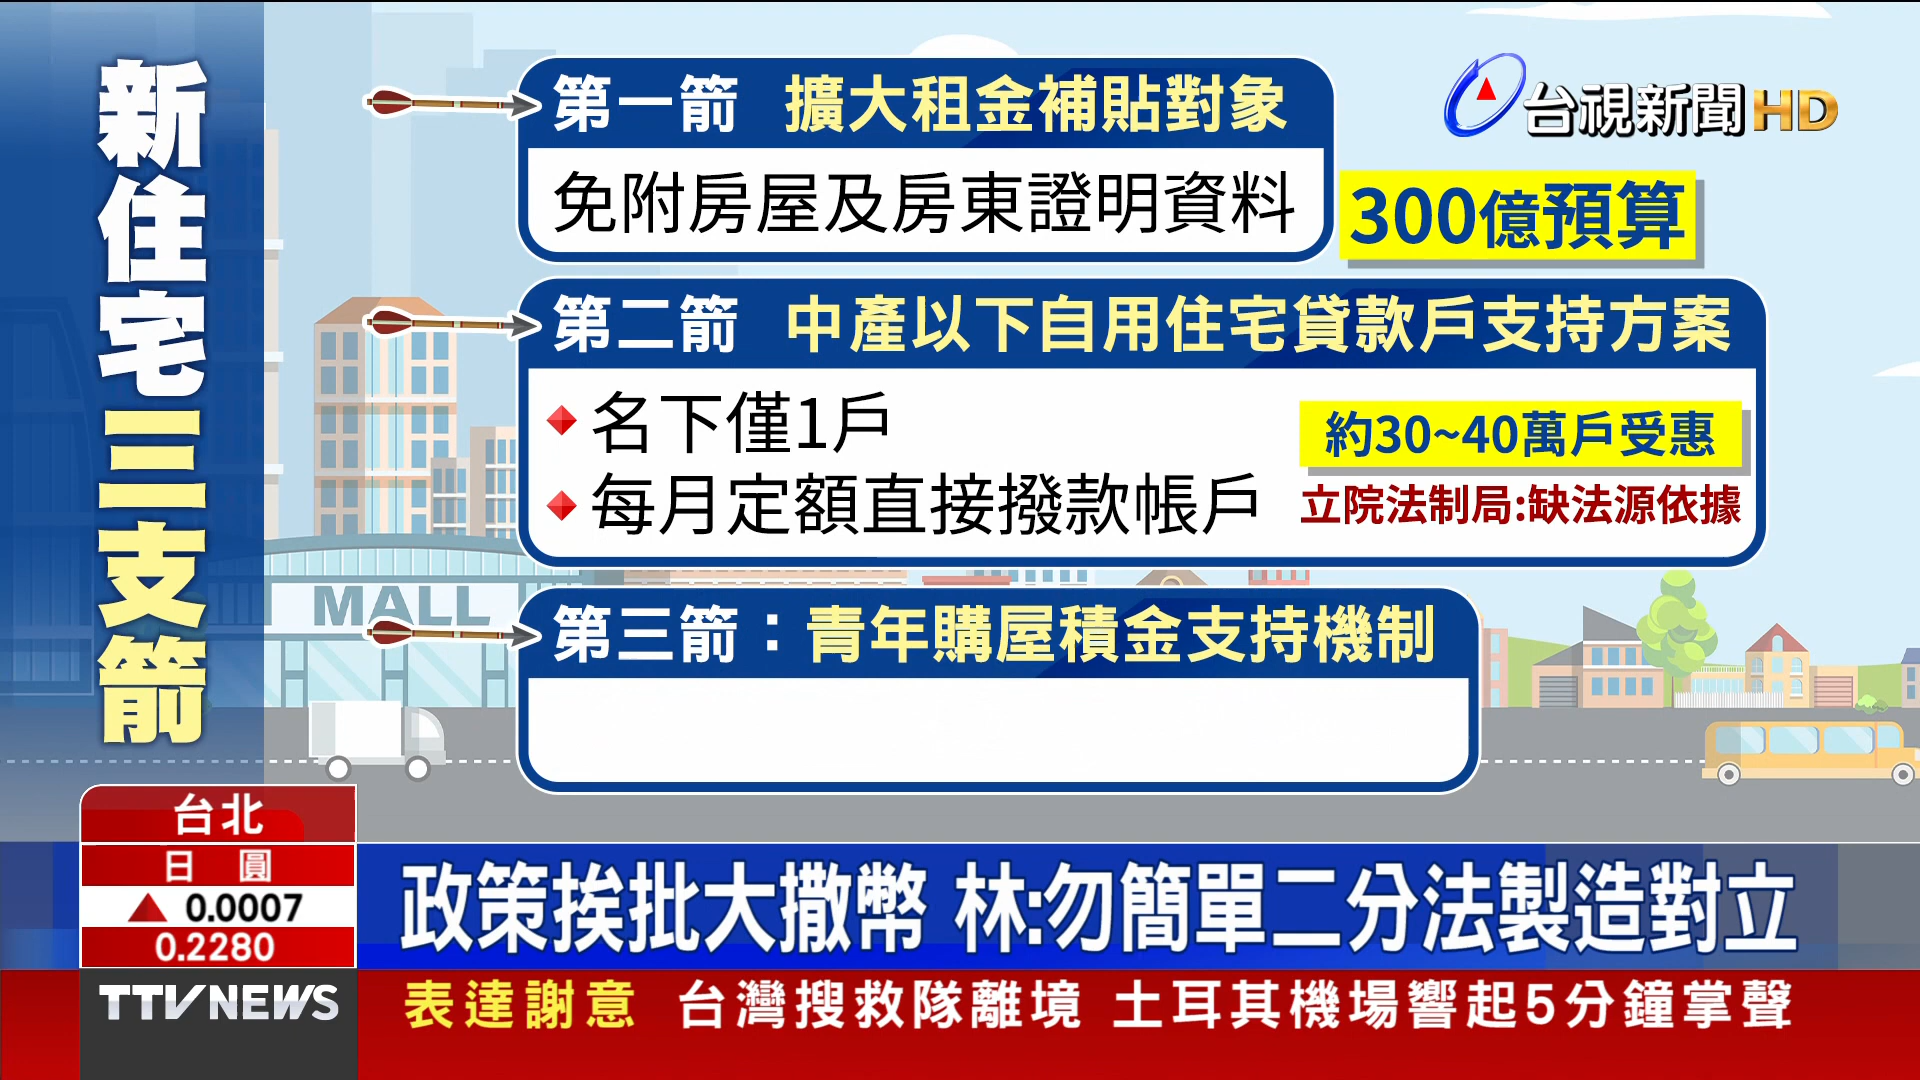 新住宅三支箭
台視新聞HD
第一箭 擴大租金補貼對象
免附房屋及房東證明資料
300億預算
第二箭 中產以下自用住宅貸款戶支持方案
名下僅1戶
約30~40萬戶受惠
每月定額直接撥款帳戶
立院法制局:缺法源依據
MALL
第三箭：青年購屋積金支持機制
台北
日 圓
▲ 0.0007
0.2280
政策挨批大撒幣 林:勿簡單二分法製造對立
TTV NEWS
表達謝意 台灣搜救隊離境 土耳其機場響起5分鐘掌聲